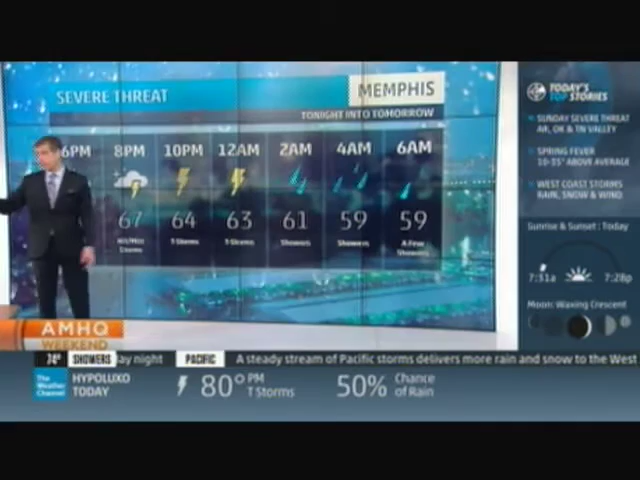 SEVERE THREAT
MEMPHIS
TONIGHT INTO TOMORROW
6PM 8PM 10PM 12AM 2AM 4AM 6AM
67 64 63 61 59 59
Hit/Miss Storms
T-Storms
T-Storms
Showers
Showers
A Few Showers
TODAY'S TOP STORIES
SUNDAY SEVERE THREAT
AR, OK & TN VALLEY
SPRING FEVER
10-35° ABOVE AVERAGE
WEST COAST STORMS
RAIN, SNOW & WIND
Sunrise & Sunset: Today
7:31a 7:28p
Moon: Waxing Crescent
AMHQ
WEEKEND
74° SHOWERS ay night PACIFIC A steady stream of Pacific storms delivers more rain and snow to the West
The Weather Channel
HYPOLUXO
TODAY
80° PM
T Storms
50% Chance
of Rain